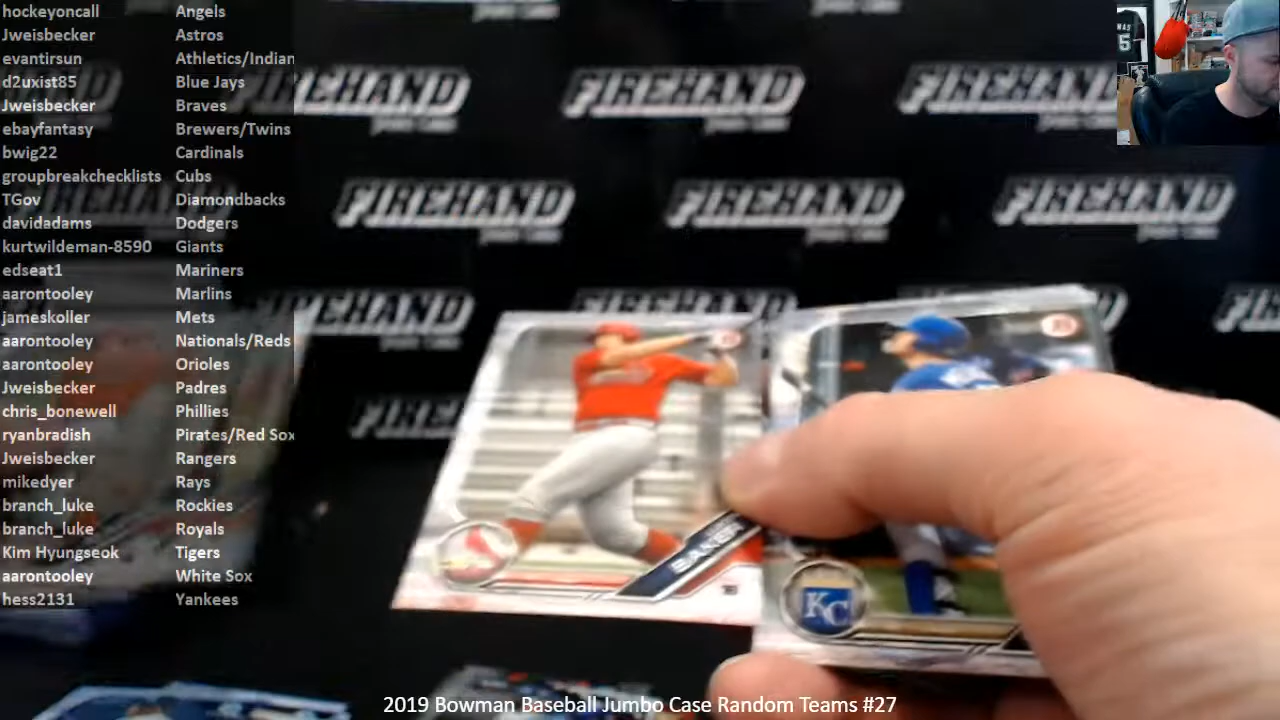 hockeyoncall Angels
Jweisbecker Astros
evantirsun Athletics/Indian
d2uxist85 Blue Jays
Jweisbecker Braves
ebayfantasy Brewers/Twins
bwig22 Cardinals
groupbreakchecklists Cubs
TGov Diamondbacks
davidadams Dodgers
kurtwildeman-8590 Giants
edseat1 Mariners
aarontooley Marlins
jameskoller Mets
aarontooley Nationals/Reds
aarontooley Orioles
Jweisbecker Padres
chris_bonewell Phillies
ryanbradish Pirates/Red Sox
Jweisbecker Rangers
mikedyer Rays
branch_luke Rockies
branch_luke Royals
Kim Hyungseok Tigers
aarontooley White Sox
hess2131 Yankees
FIREHAND
FIREHAND
FIREHAND
FIREHAND
FIREHAND
FIREHAND
FIREHAND
FIREHAND
KC
2019 Bowman Baseball Jumbo Case Random Teams #27